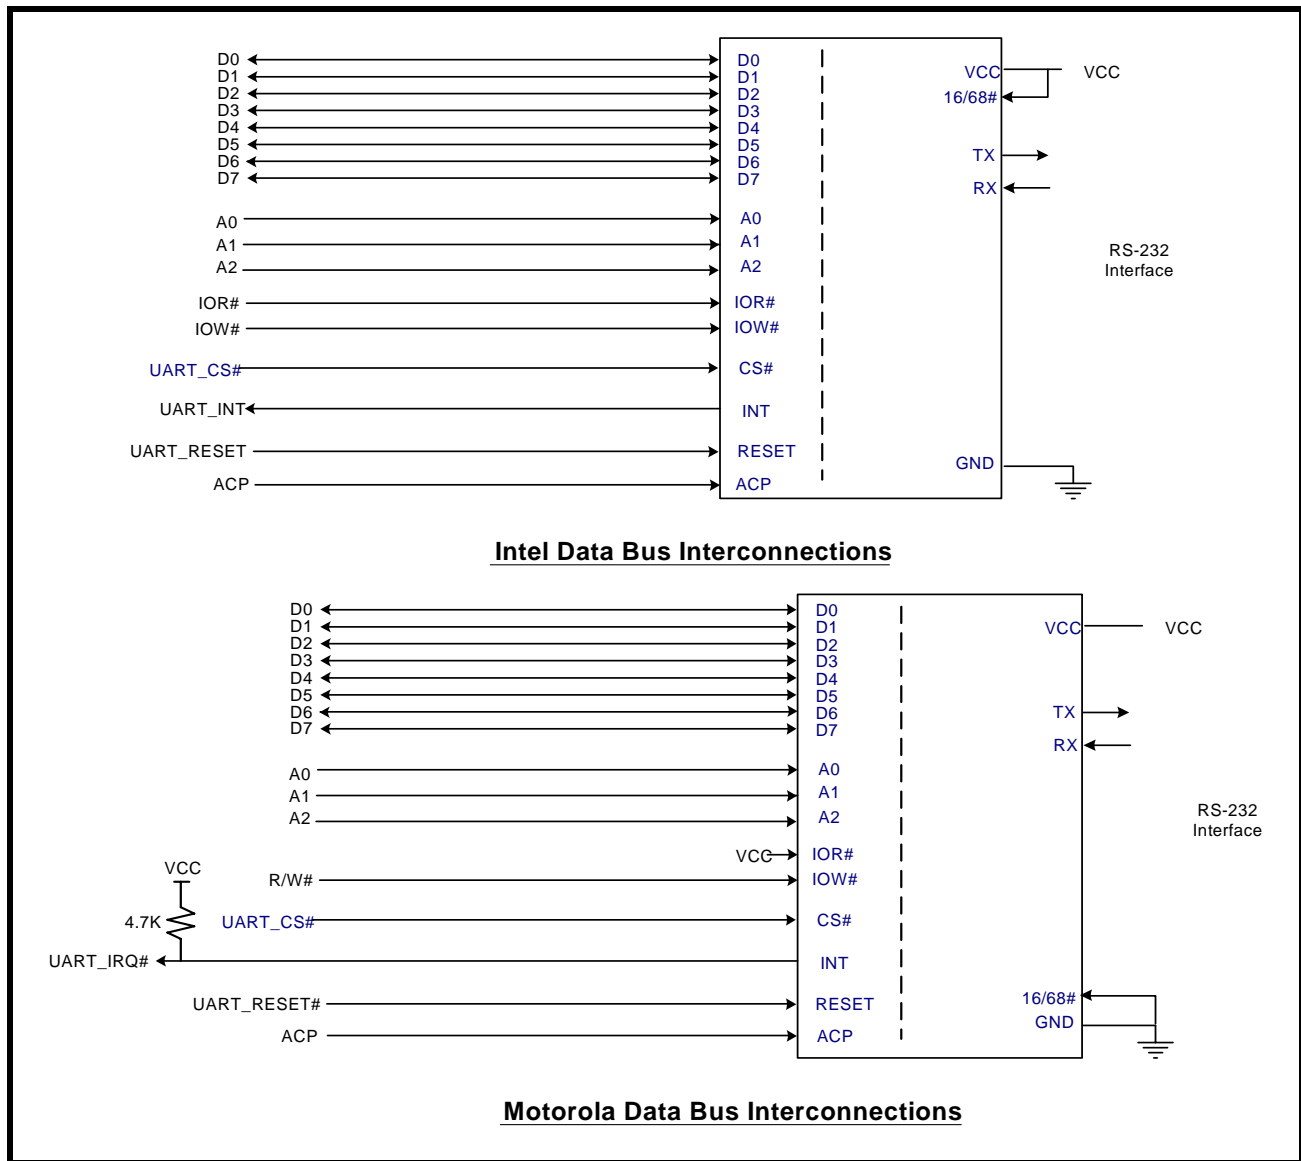 D0 D0
D1 D1
D2 D2
D3 D3
D4 D4
D5 D5
D6 D6
D7 D7
VCC VCC
16/68#
TX
RX
A0 A0
A1 A1
A2 A2
RS-232
Interface
IOR# IOR#
IOW# IOW#
UART_CS# CS#
UART_INT INT
UART_RESET RESET
GND
ACP ACP
Intel Data Bus Interconnections
D0 D0
D1 D1
D2 D2
D3 D3
D4 D4
D5 D5
D6 D6
D7 D7
VCC VCC
TX
RX
A0 A0
A1 A1
A2 A2
RS-232
Interface
VCC IOR#
VCC
R/W# IOW#
4.7K
UART_CS# CS#
UART_IRQ# INT
UART_RESET# RESET
16/68#
GND
ACP ACP
Motorola Data Bus Interconnections